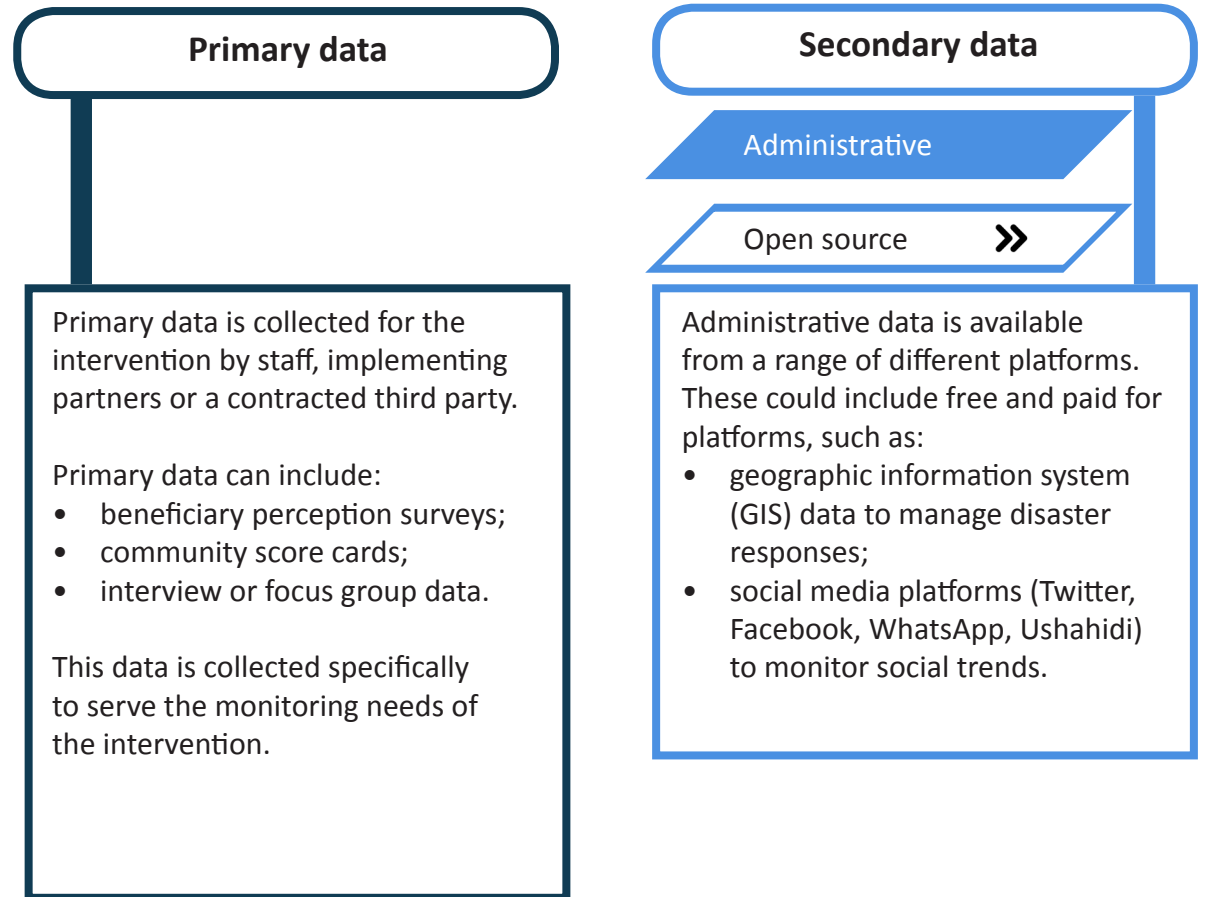 Primary data
Primary data is collected for the
intervention by staff, implementing
partners or a contracted third party.
Primary data can include:
• beneficiary perception surveys;
• community score cards;
• interview or focus group data.
This data is collected specifically
to serve the monitoring needs of
the intervention.
Secondary data
Administrative
Open source »
Administrative data is available
from a range of different platforms.
These could include free and paid for
platforms, such as:
• geographic information system
(GIS) data to manage disaster
responses;
• social media platforms (Twitter,
Facebook, WhatsApp, Ushahidi)
to monitor social trends.